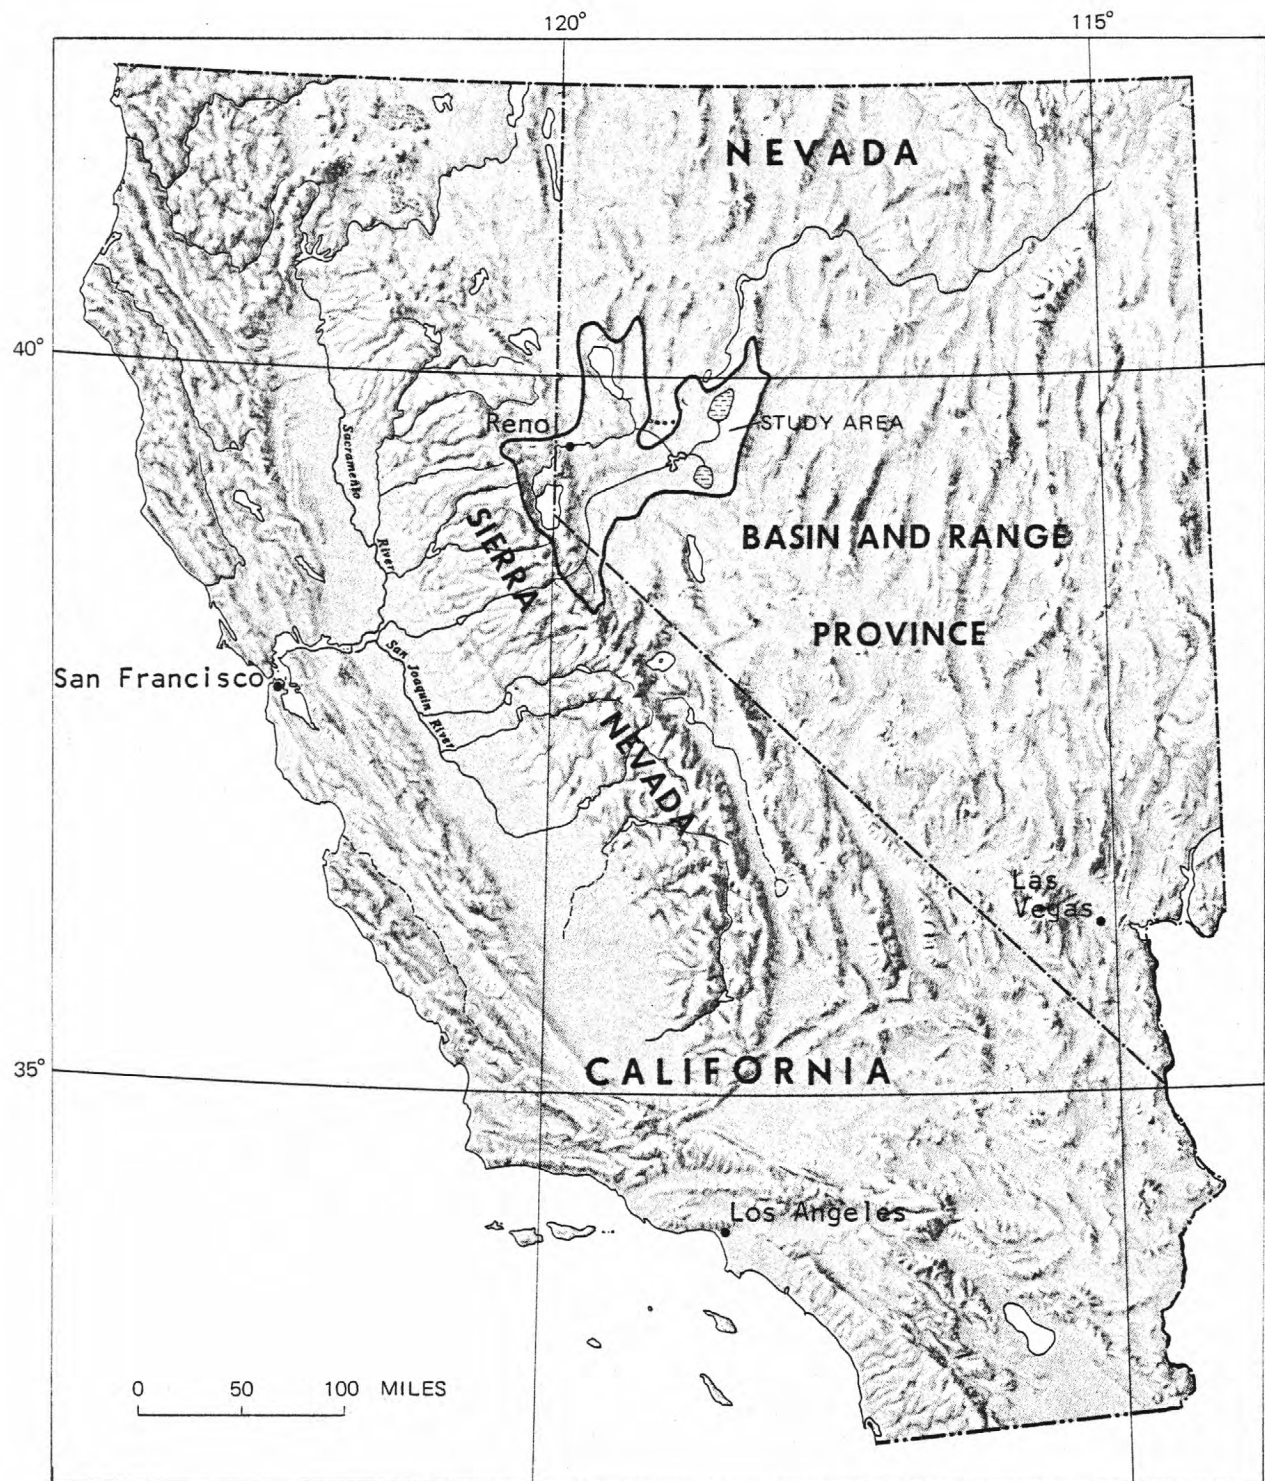 120° 115°
NEVADA
40°
Reno
STUDY AREA
Sacramento
River
SIERRA
BASIN AND RANGE
PROVINCE
San Francisco
San Joaquin River
NEVADA
Las
Vegas
35°
CALIFORNIA
Los Angeles
0 50 100 MILES